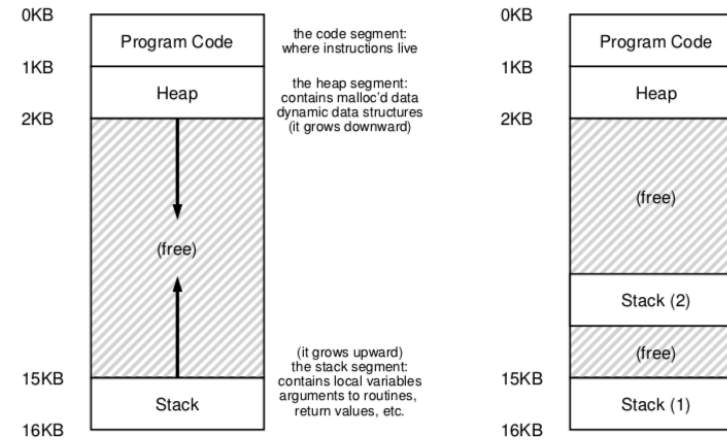 0KB
Program Code
the code segment:
where instructions live
1KB
Heap
the heap segment:
contains malloc'd data
dynamic data structures
(it grows downward)
2KB
(free)
(it grows upward)
the stack segment:
contains local variables
arguments to routines,
return values, etc.
15KB
Stack
16KB
0KB
Program Code
1KB
Heap
2KB
(free)
Stack (2)
(free)
15KB
Stack (1)
16KB